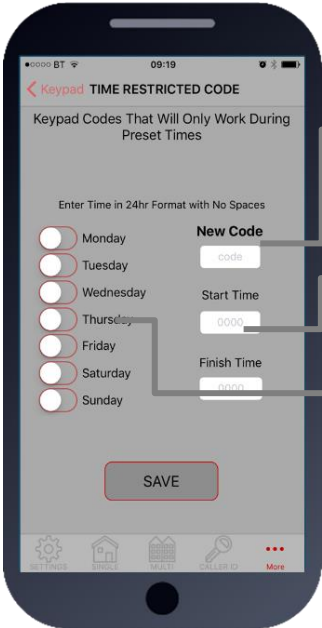 BT 09:19
Keypad TIME RESTRICTED CODE
Keypad Codes That Will Only Work During
Preset Times
Enter Time in 24hr Format with No Spaces
New Code
code
Monday
Tuesday
Wednesday
Thursday
Friday
Saturday
Sunday
Start Time
0000
Finish Time
0000
SAVE
SETTINGS SINGLE MULTI CALLER ID More